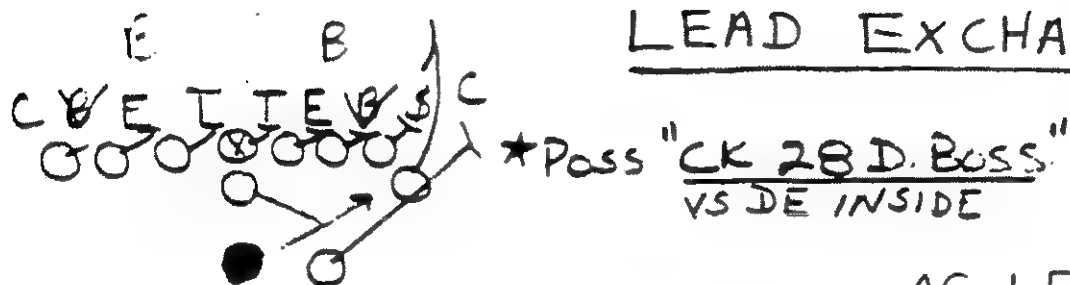 E B
LEAD EXCHA
C B E T T E B S C
★ Pass "CK 28 D. BOSS"
VS DE INSIDE